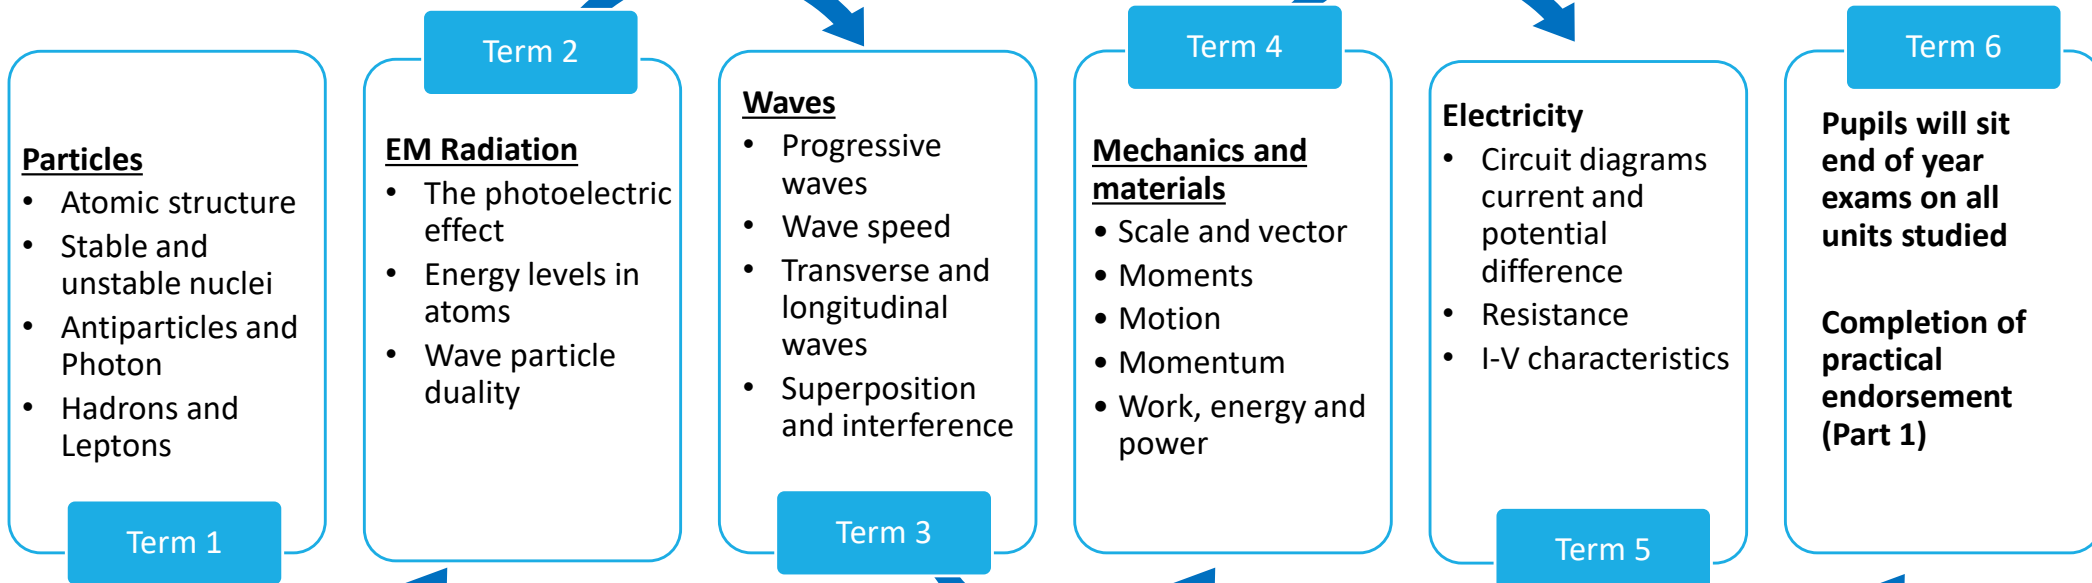 Particles
• Atomic structure
• Stable and
unstable nuclei
• Antiparticles and
Photon
• Hadrons and
Leptons
Term 1
Term 2
EM Radiation
• The photoelectric
effect
• Energy levels in
atoms
• Wave particle
duality
Waves
• Progressive
waves
• Wave speed
• Transverse and
longitudinal
waves
• Superposition
and interference
Term 3
Term 4
Mechanics and
materials
• Scale and vector
• Moments
• Motion
• Momentum
• Work, energy and
power
Electricity
• Circuit diagrams
current and
potential
difference
• Resistance
• I-V characteristics
Term 5
Term 6
Pupils will sit
end of year
exams on all
units studied
Completion of
practical
endorsement
(Part 1)